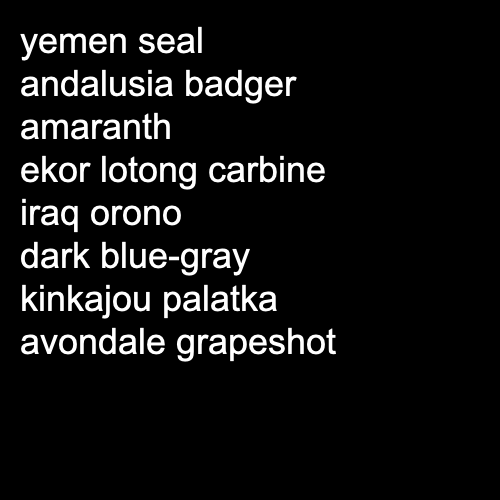 yemen seal
andalusia badger
amaranth
ekor lotong carbine
iraq orono
dark blue-gray
kinkajou palatka
avondale grapeshot